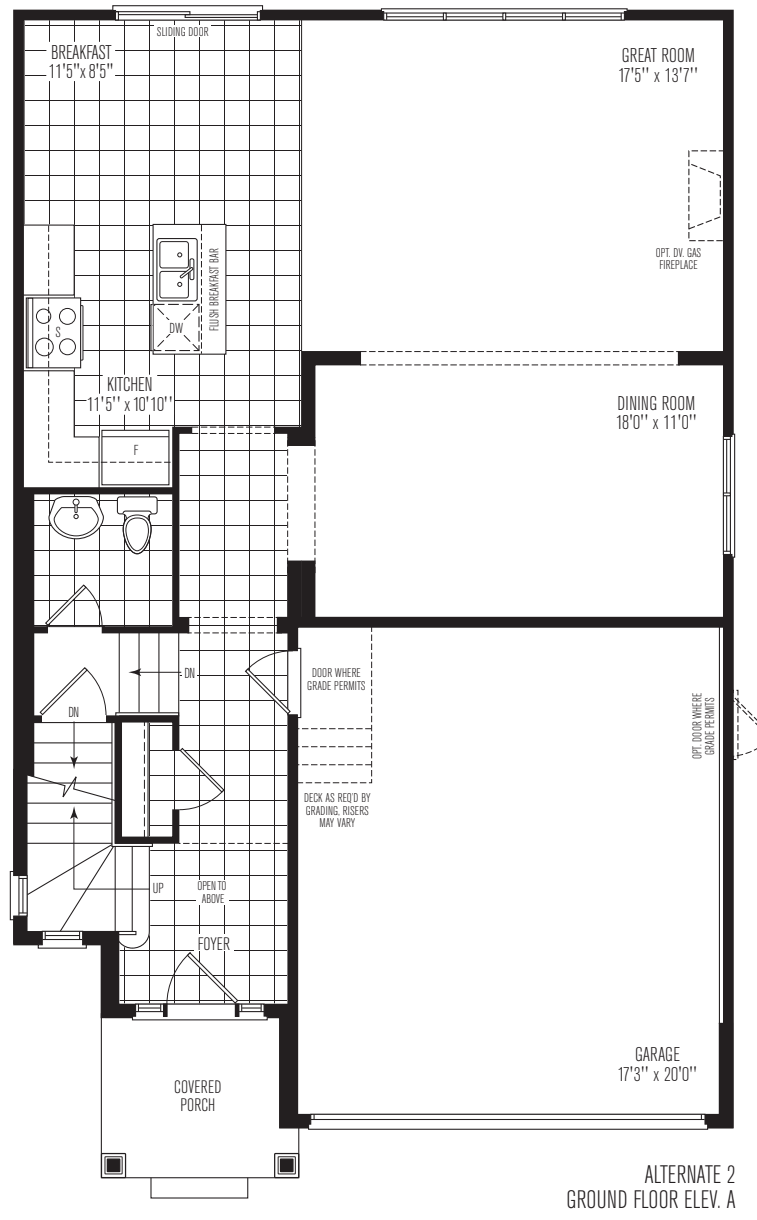 SLIDING DOOR
BREAKFAST
11'5"x 8'5"
GREAT ROOM
17'5" x 13'7"
OPT. DV. GAS
FIREPLACE
FLUSH BREAKFAST BAR
DW
S
KITCHEN
11'5" x 10'10"
F
DINING ROOM
18'0" x 11'0"
DN
DOOR WHERE
GRADE PERMITS
OPT. DOOR WHERE
GRADE PERMITS
DN
DECK AS REQ'D BY
GRADING, RISERS
MAY VARY
UP
OPEN TO
ABOVE
FOYER
GARAGE
17'3" x 20'0"
COVERED
PORCH
ALTERNATE 2
GROUND FLOOR ELEV. A